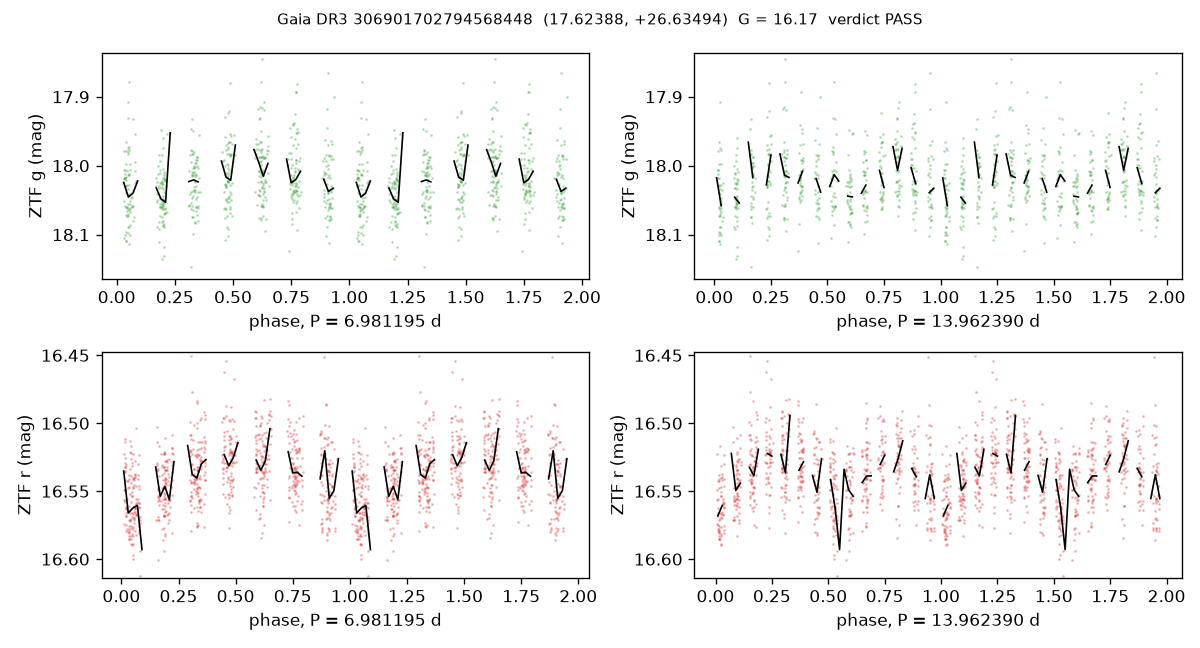 Gaia DR3 306901702794568448  (17.62388, +26.63494)  G = 16.17  verdict PASS
ZTF g (mag)
17.9
18.0
18.1
0.00 0.25 0.50 0.75 1.00 1.25 1.50 1.75 2.00
phase, P = 6.981195 d
ZTF g (mag)
17.9
18.0
18.1
0.00 0.25 0.50 0.75 1.00 1.25 1.50 1.75 2.00
phase, P = 13.962390 d
ZTF r (mag)
16.45
16.50
16.55
16.60
0.00 0.25 0.50 0.75 1.00 1.25 1.50 1.75 2.00
phase, P = 6.981195 d
ZTF r (mag)
16.45
16.50
16.55
16.60
0.00 0.25 0.50 0.75 1.00 1.25 1.50 1.75 2.00
phase, P = 13.962390 d